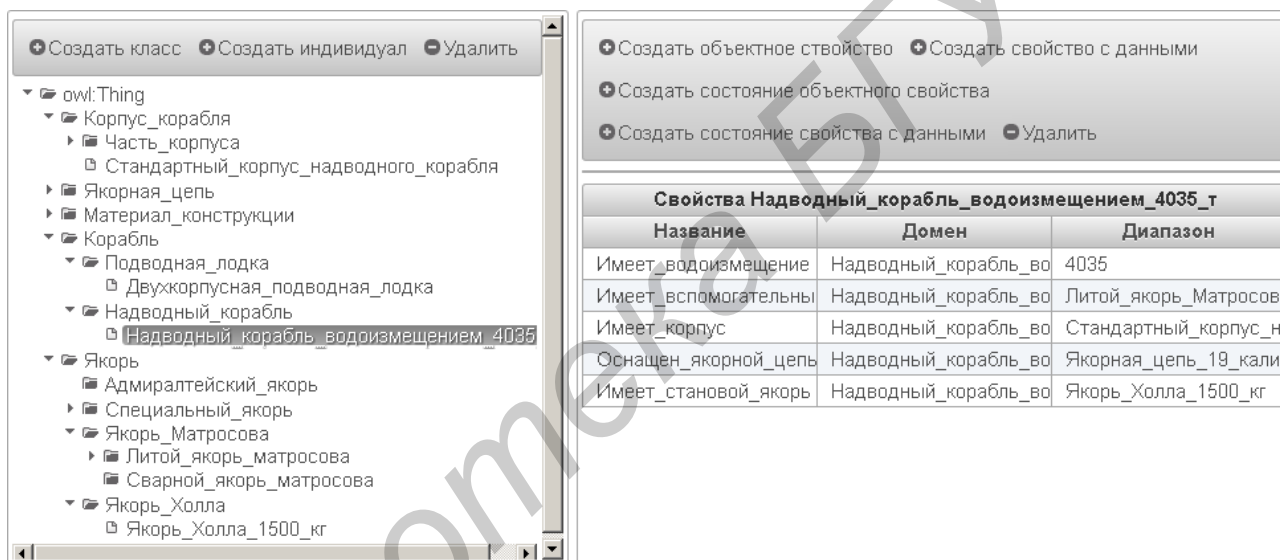 Создать класс Создать индивидуал Удалить
owl:Thing
Корпус_корабля
Часть_корпуса
Стандартный_корпус_надводного_корабля
Якорная_цепь
Материал_конструкции
Корабль
Подводная_лодка
Двухкорпусная_подводная_лодка
Надводный_корабль
Надводный_корабль_водоизмещением_4035
Якорь
Адмиралтейский_якорь
Специальный_якорь
Якорь_Матросова
Литой_якорь_матросова
Сварной_якорь_матросова
Якорь_Холла
Якорь_Холла_1500_кг
Создать объектное ствойство Создать свойство с данными
Создать состояние объектного свойства
Создать состояние свойства с данными Удалить
Свойства Надводный_корабль_водоизмещением_4035_т
Название Домен Диапазон
Имеет_водоизмещение Надводный_корабль_во 4035
Имеет_вспомогательны Надводный_корабль_во Литой_якорь_Матросов
Имеет_корпус Надводный_корабль_во Стандартный_корпус_н
Оснащен_якорной_цепь Надводный_корабль_во Якорная_цепь_19_кали
Имеет_становой_якорь Надводный_корабль_во Якорь_Холла_1500_кг